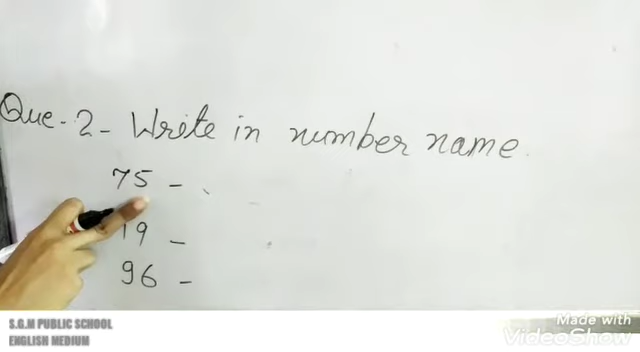 Que. 2 - Write in number name.
75 -
19 -
96 -
S.G.M PUBLIC SCHOOL
ENGLISH MEDIUM
Made with
VideoShow